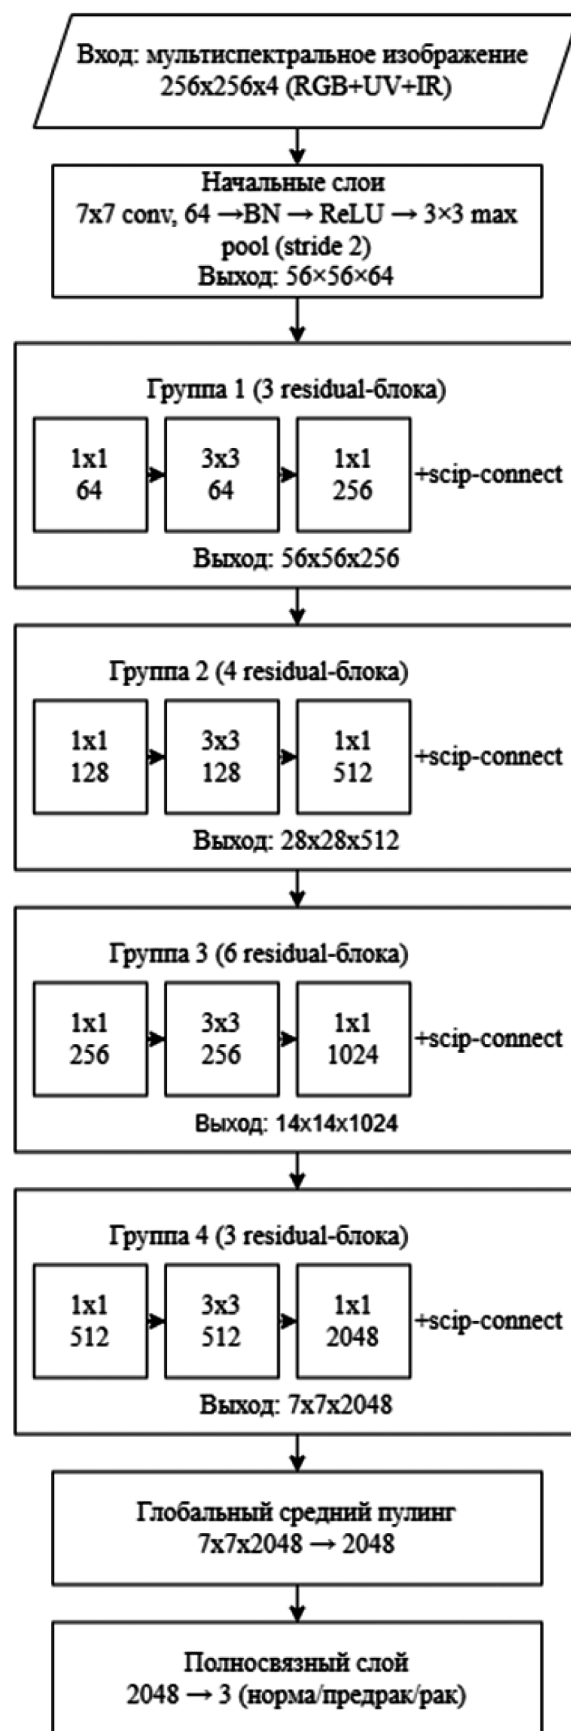 Вход: мультиспектральное изображение
256x256x4 (RGB+UV+IR)
Начальные слои
7x7 conv, 64 →BN → ReLU → 3×3 max
pool (stride 2)
Выход: 56×56×64
Группа 1 (3 residual-блока)
1x1
64
3x3
64
1x1
256
+scip-connect
Выход: 56x56x256
Группа 2 (4 residual-блока)
1x1
128
3x3
128
1x1
512
+scip-connect
Выход: 28x28x512
Группа 3 (6 residual-блока)
1x1
256
3x3
256
1x1
1024
+scip-connect
Выход: 14x14x1024
Группа 4 (3 residual-блока)
1x1
512
3x3
512
1x1
2048
+scip-connect
Выход: 7x7x2048
Глобальный средний пулинг
7x7x2048 → 2048
Полносвязный слой
2048 → 3 (норма/предрак/рак)